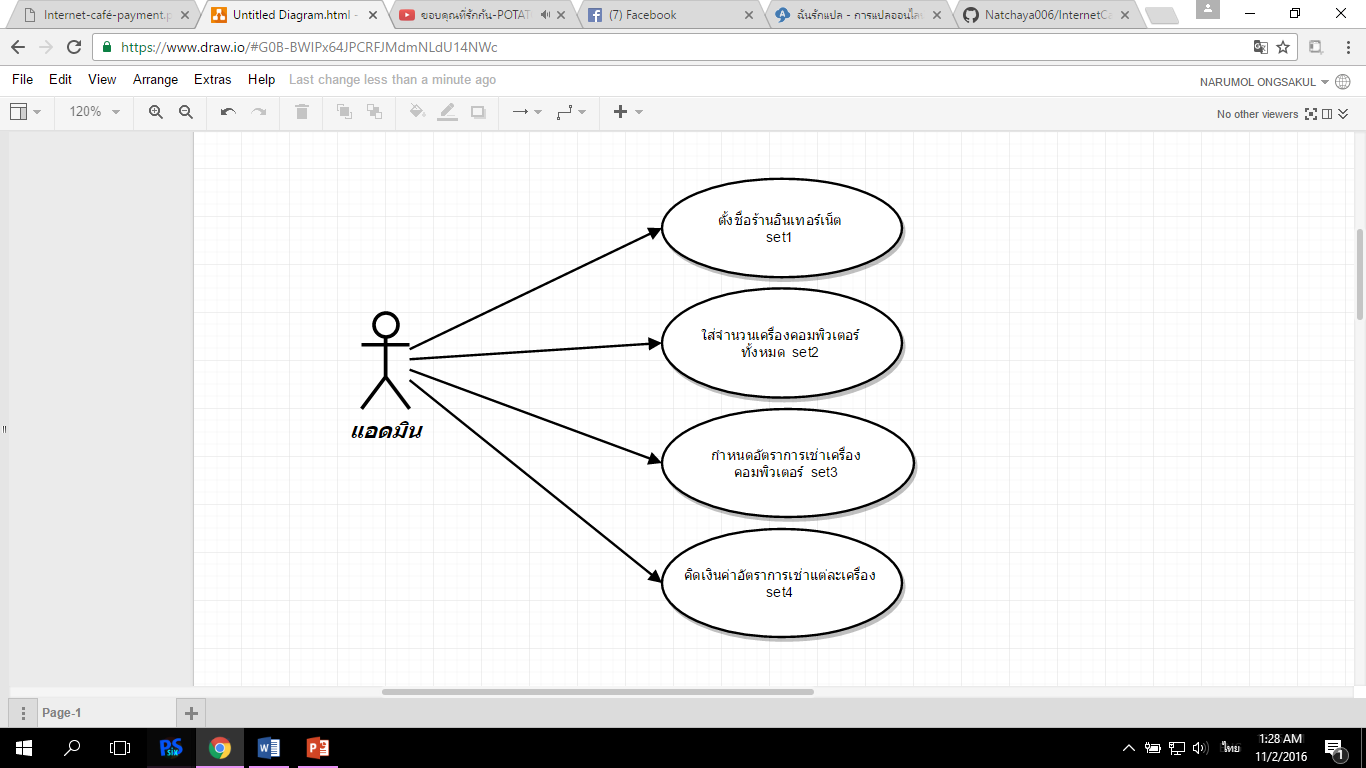 Internet-café-payment.p
Untitled Diagram.html -
ขอบคุณที่รักกัน-POTAT
(7) Facebook
ฉันรักแปล - การแปลออนไล
Natchaya006/InternetCa
https://www.draw.io/#G0B-BWIPx64JPCRFJMdmNLdU14NWc
File Edit View Arrange Extras Help Last change less than a minute ago
NARUMOL ONGSAKUL
120%
No other viewers
ตั้งชื่อร้านอินเทอร์เน็ต
set1
ใส่จำนวนเครื่องคอมพิวเตอร์
ทั้งหมด set2
แอดมิน
กำหนดอัตราการเช่าเครื่อง
คอมพิวเตอร์ set3
คิดเงินค่าอัตราการเช่าแต่ละเครื่อง
set4
Page-1
PS
SIX
ไทย
1:28 AM
11/2/2016
1